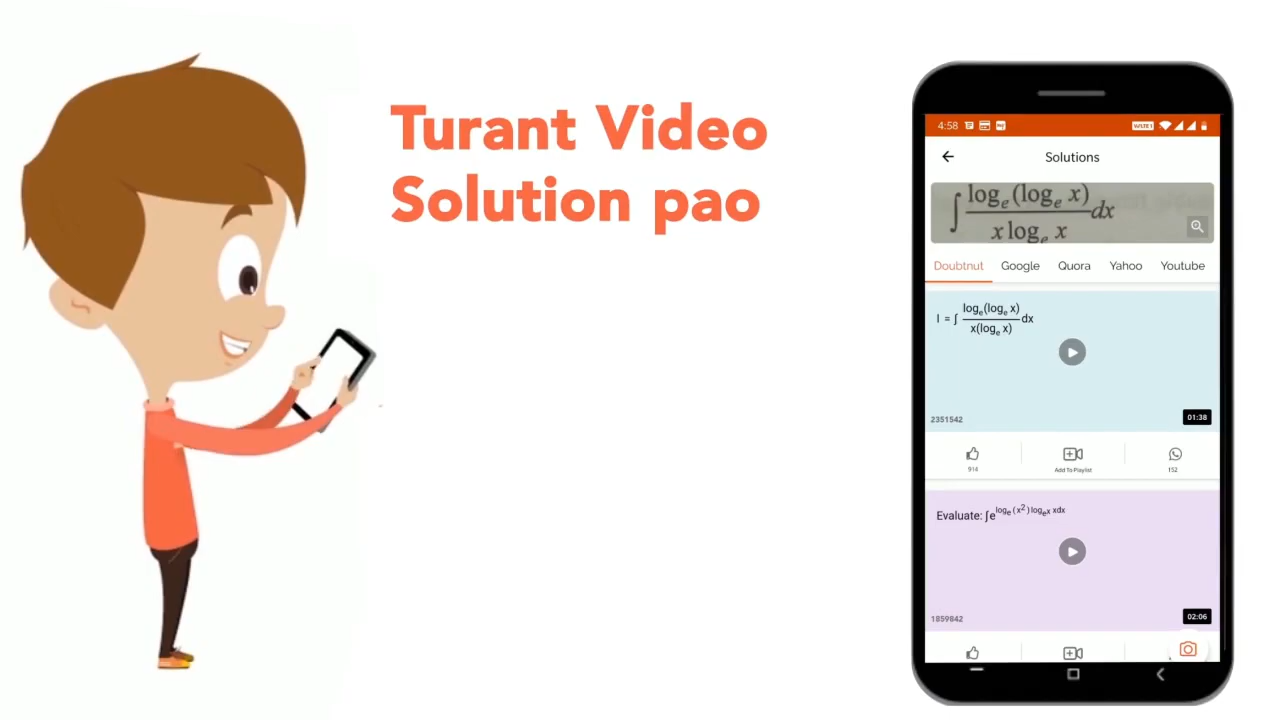 Turant Video
Solution pao
4:58
Solutions
∫ logₑ(logₑ x) / x logₑ x dx
Doubtnut Google Quora Yahoo Youtube
I = ∫ logₑ(logₑ x) / x(logₑ x) dx
2351542 01:38
914 Add To Playlist 152
Evaluate: ∫e^logₑ(x²)logₑx xdx
1859842 02:06